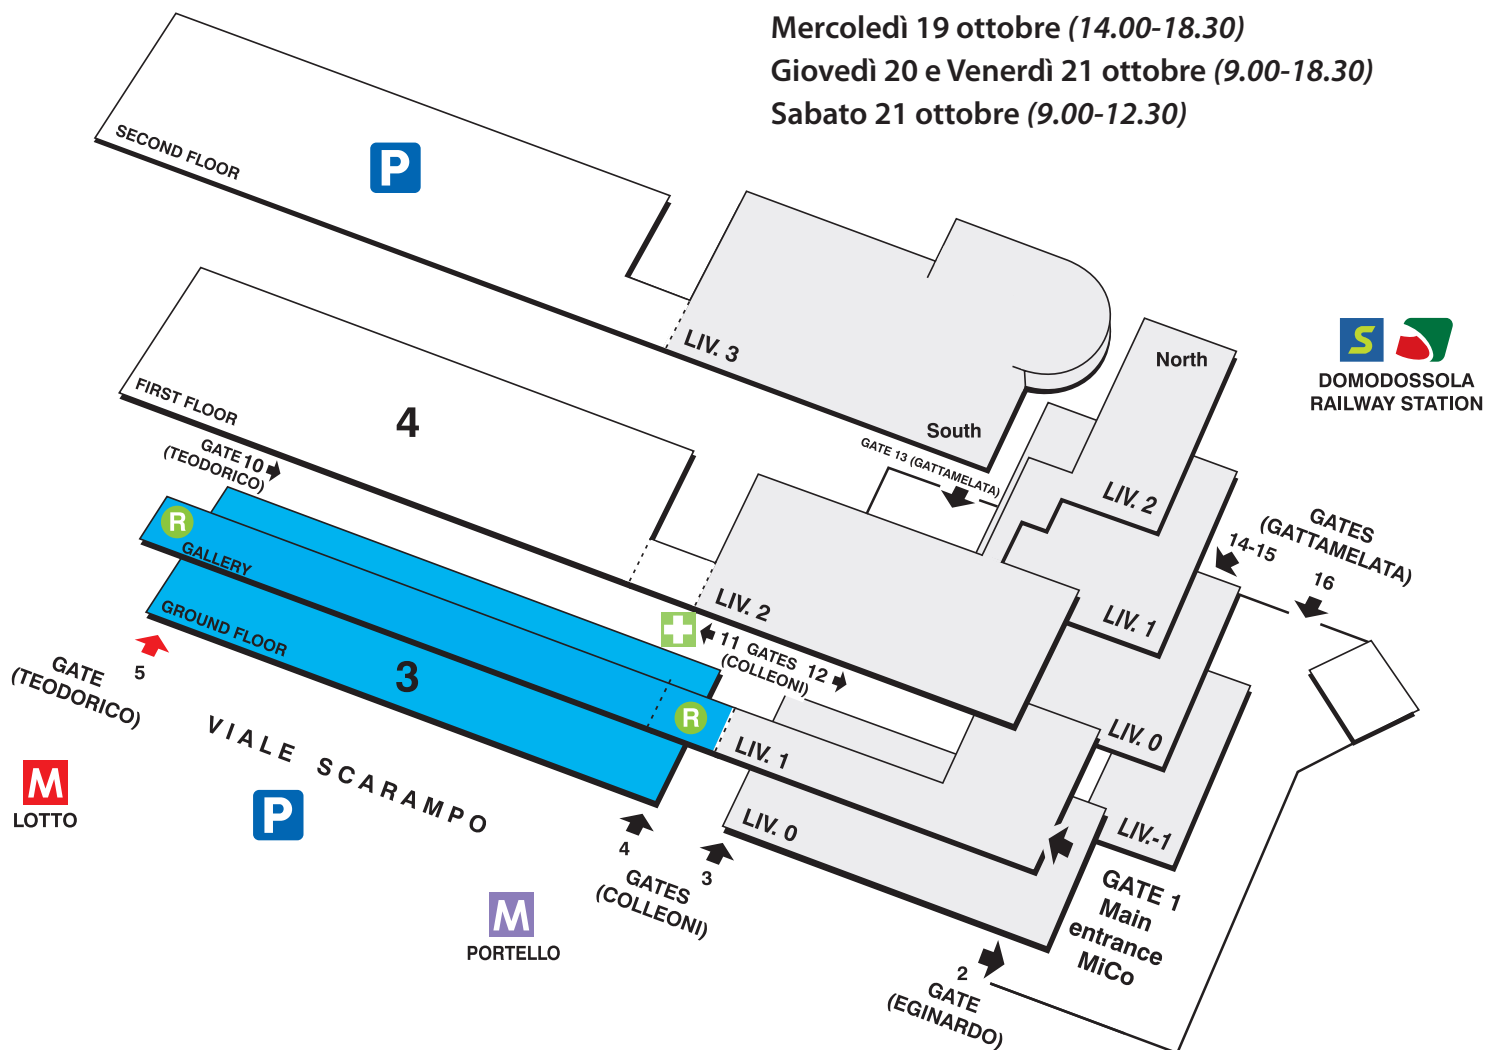 Mercoledì 19 ottobre (14.00-18.30)
Giovedì 20 e Venerdì 21 ottobre (9.00-18.30)
Sabato 21 ottobre (9.00-12.30)
SECOND FLOOR
P
LIV. 3
South
North
S
DOMODOSSOLA
RAILWAY STATION
FIRST FLOOR
4
GATE 10
(TEODORICO)
GATE 13 (GATTAMELATA)
LIV. 2
LIV. 2
GATES
(GATTAMELATA)
14-15
16
R
GALLERY
GROUND FLOOR
3
11 GATES 12
(COLLEONI)
LIV. 1
LIV. 0
LIV.-1
R
LIV. 1
LIV. 0
GATE 5
(TEODORICO)
VIALE SCARAMPO
M
LOTTO
P
M
PORTELLO
4
3
GATES
(COLLEONI)
GATE 1
Main
entrance
MiCo
2
GATE
(EGINARDO)